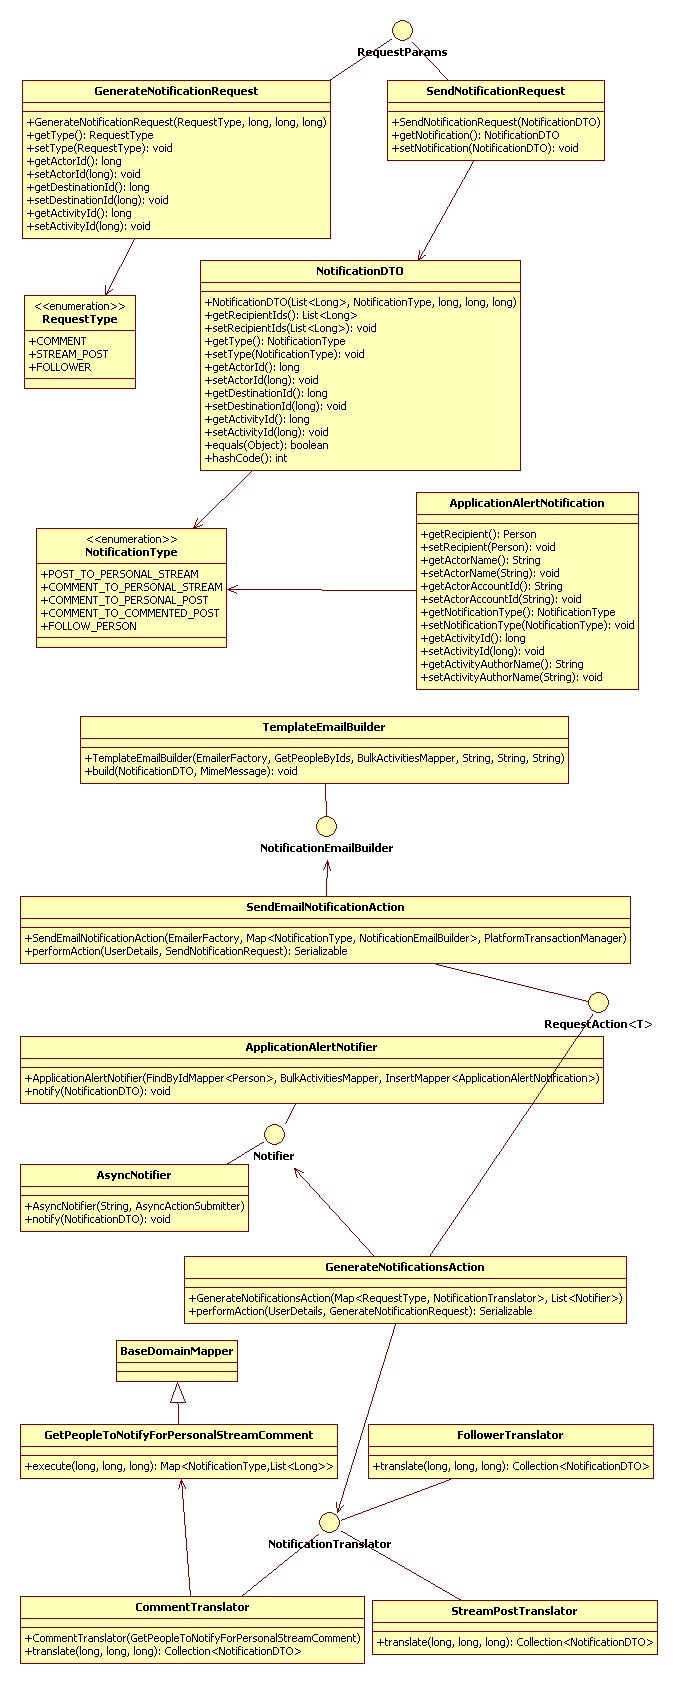 RequestParams
GenerateNotificationRequest
+GenerateNotificationRequest(RequestType, long, long, long)
+getType(): RequestType
+setType(RequestType): void
+getActorId(): long
+setActorId(long): void
+getDestinationId(): long
+setDestinationId(long): void
+getActivityId(): long
+setActivityId(long): void
SendNotificationRequest
+SendNotificationRequest(NotificationDTO)
+getNotification(): NotificationDTO
+setNotification(NotificationDTO): void
NotificationDTO
+NotificationDTO(List<Long>, NotificationType, long, long, long)
+getRecipientIds(): List<Long>
+setRecipientIds(List<Long>): void
+getType(): NotificationType
+setType(NotificationType): void
+getActorId(): long
+setActorId(long): void
+getDestinationId(): long
+setDestinationId(long): void
+getActivityId(): long
+setActivityId(long): void
+equals(Object): boolean
+hashCode(): int
<<enumeration>>
RequestType
+COMMENT
+STREAM_POST
+FOLLOWER
ApplicationAlertNotification
+getRecipient(): Person
+setRecipient(Person): void
+getActorName(): String
+setActorName(String): void
+getActorAccountId(): String
+setActorAccountId(String): void
+getNotificationType(): NotificationType
+setNotificationType(NotificationType): void
+getActivityId(): long
+setActivityId(long): void
+getActivityAuthorName(): String
+setActivityAuthorName(String): void
<<enumeration>>
NotificationType
+POST_TO_PERSONAL_STREAM
+COMMENT_TO_PERSONAL_STREAM
+COMMENT_TO_PERSONAL_POST
+COMMENT_TO_COMMENTED_POST
+FOLLOW_PERSON
TemplateEmailBuilder
+TemplateEmailBuilder(EmailerFactory, GetPeopleByIds, BulkActivitiesMapper, String, String, String)
+build(NotificationDTO, MimeMessage): void
NotificationEmailBuilder
SendEmailNotificationAction
+SendEmailNotificationAction(EmailerFactory, Map<NotificationType, NotificationEmailBuilder>, PlatformTransactionManager)
+performAction(UserDetails, SendNotificationRequest): Serializable
RequestAction<T>
ApplicationAlertNotifier
+ApplicationAlertNotifier(FindByIdMapper<Person>, BulkActivitiesMapper, InsertMapper<ApplicationAlertNotification>)
+notify(NotificationDTO): void
Notifier
AsyncNotifier
+AsyncNotifier(String, AsyncActionSubmitter)
+notify(NotificationDTO): void
GenerateNotificationsAction
+GenerateNotificationsAction(Map<RequestType, NotificationTranslator>, List<Notifier>)
+performAction(UserDetails, GenerateNotificationRequest): Serializable
BaseDomainMapper
GetPeopleToNotifyForPersonalStreamComment
+execute(long, long, long): Map<NotificationType,List<Long>>
FollowerTranslator
+translate(long, long, long): Collection<NotificationDTO>
NotificationTranslator
CommentTranslator
+CommentTranslator(GetPeopleToNotifyForPersonalStreamComment)
+translate(long, long, long): Collection<NotificationDTO>
StreamPostTranslator
+translate(long, long, long): Collection<NotificationDTO>